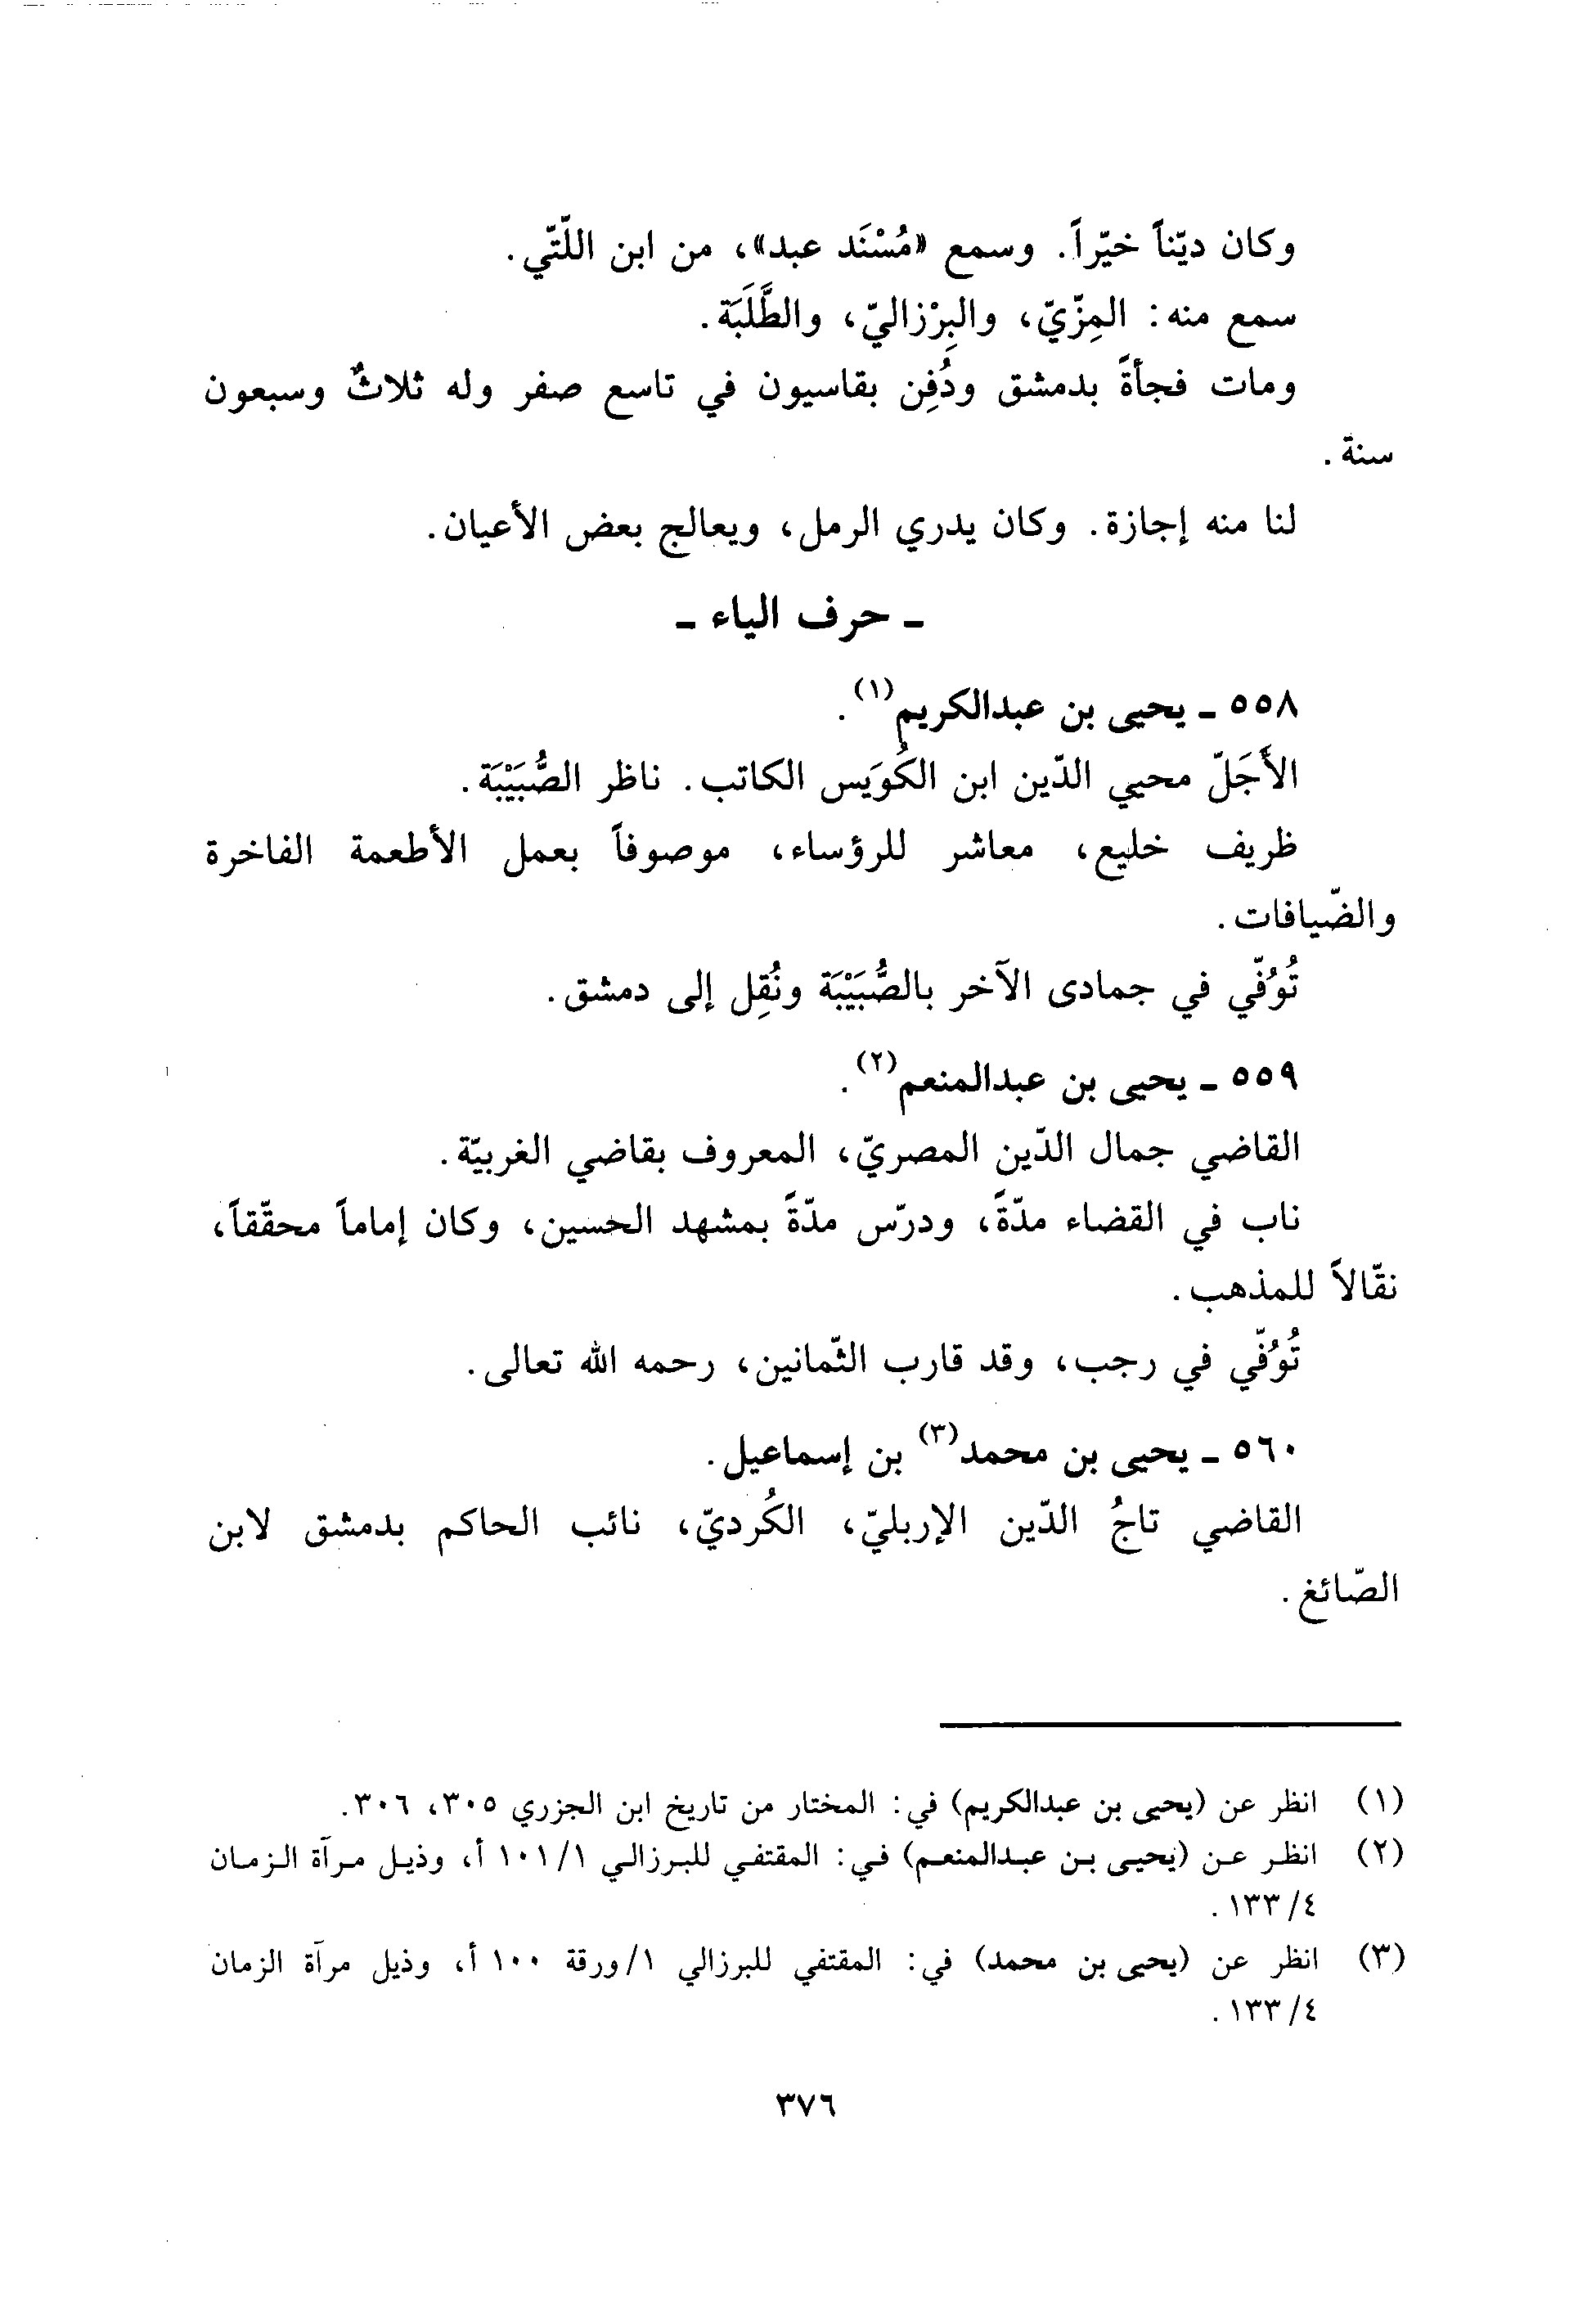 وكان ديّناً خيّراً. وسمع «مُسْنَد عبد»، من ابن اللّتّي.
سمع منه: المِزّيّ، والبِرْزاليّ، والطَّلَبَة.
ومات فجأةً بدمشق ودُفِن بقاسيون في تاسع صفر وله ثلاثٌ وسبعون
سنة.
لنا منه إجازة. وكان يدري الرمل، ويعالج بعض الأعيان.
ـ حرف الياء ـ
٥٥٨ ـ يحيى بن عبدالكريم(١).
الأَجَلّ محيي الدّين ابن الكُوَيس الكاتب. ناظر الصُّبَيْبَة.
ظريف خليع، معاشر للرؤساء، موصوفاً بعمل الأطعمة الفاخرة
والضّيافات.
تُوُفّي في جمادى الآخر بالصُّبَيْبَة ونُقِل إلى دمشق.
٥٥٩ ـ يحيى بن عبدالمنعم(٢).
القاضي جمال الدّين المصريّ، المعروف بقاضي الغربيّة.
ناب في القضاء مدّةً، ودرّس مدّةً بمشهد الحسين، وكان إماماً محقّقاً،
نقّالاً للمذهب.
تُوُفّي في رجب، وقد قارب الثّمانين، رحمه الله تعالى.
٥٦٠ ـ يحيى بن محمد(٣) بن إسماعيل.
القاضي تاجُ الدّين الإربليّ، الكُرديّ، نائب الحاكم بدمشق لابن
الصّائغ.
(١) انظر عن (يحيى بن عبدالكريم) في: المختار من تاريخ ابن الجزري ٣٠٥، ٣٠٦.
(٢) انظر عن (يحيى بن عبدالمنعم) في: المقتفي للبرزالي ١/١٠١ أ، وذيل مرآة الزمان
٤/١٣٣.
(٣) انظر عن (يحيى بن محمد) في: المقتفي للبرزالي ١/ورقة ١٠٠ أ، وذيل مرآة الزمان
٤/١٣٣.
٣٧٦